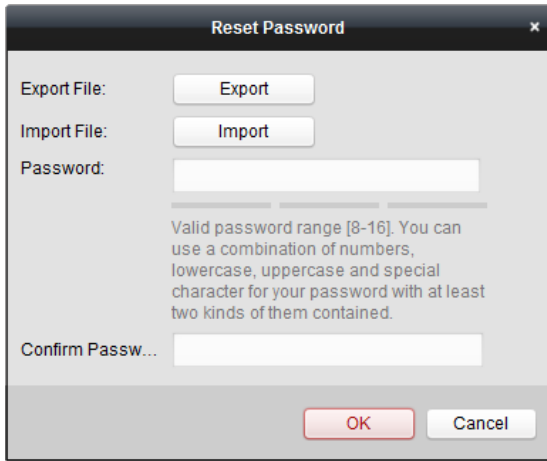 Reset Password ×
Export File: Export
Import File: Import
Password:
Valid password range [8-16]. You can
use a combination of numbers,
lowercase, uppercase and special
character for your password with at least
two kinds of them contained.
Confirm Passw...
OK Cancel